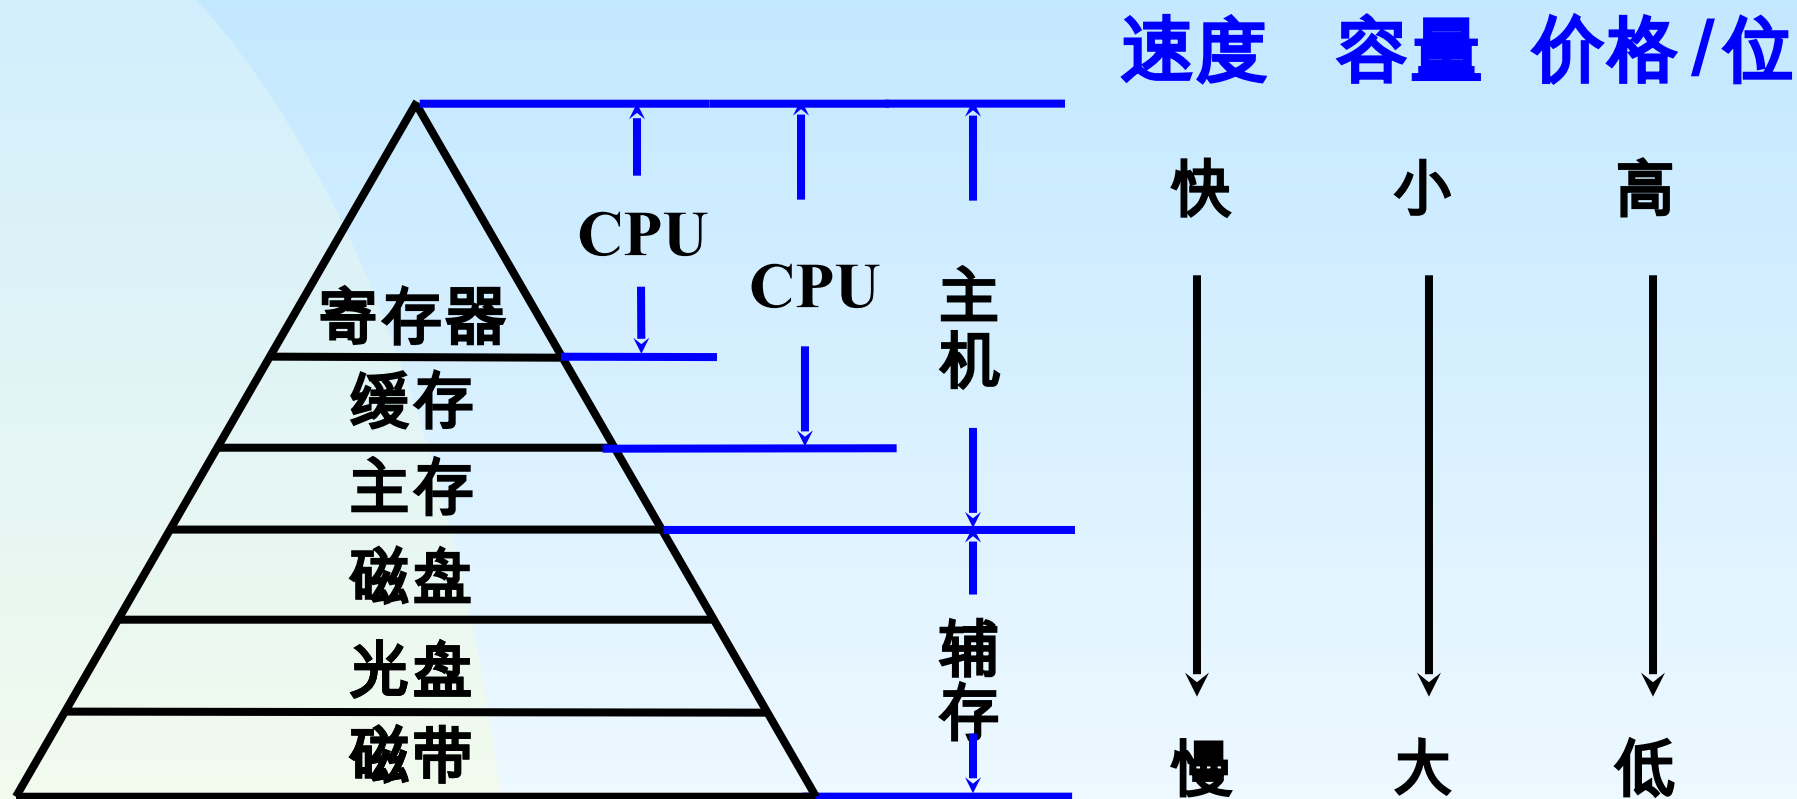 速度 容量 价格/位
快 小 高
CPU
CPU
主机
寄存器
缓存
主存
磁盘
光盘
磁带
辅存
慢 大 低